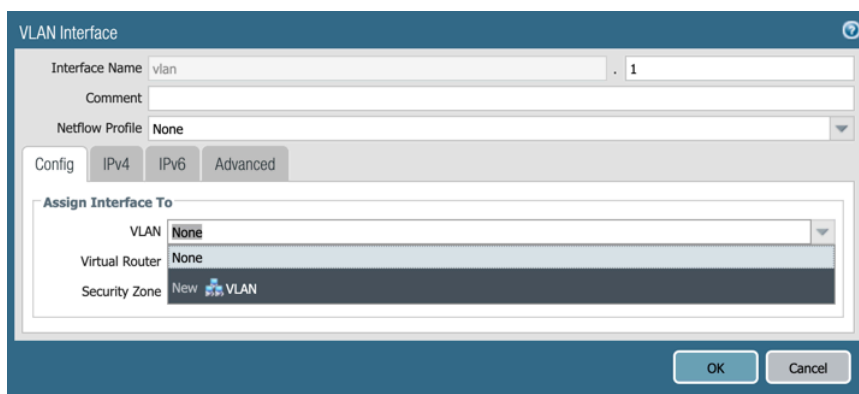 VLAN Interface
Interface Name vlan . 1
Comment
Netflow Profile None
Config IPv4 IPv6 Advanced
Assign Interface To
VLAN None
Virtual Router None
Security Zone New VLAN
OK Cancel